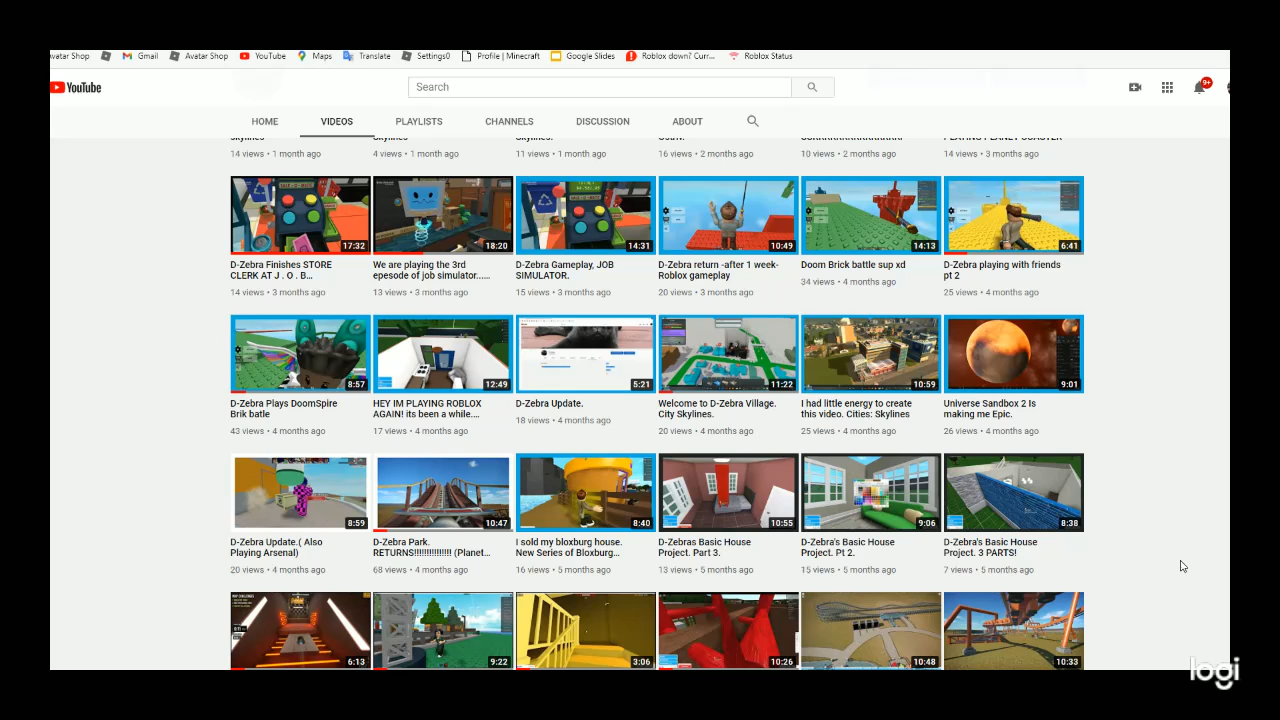 vatar Shop Gmail Avatar Shop YouTube Maps Translate Settings0 Profile | Minecraft Google Slides Roblox down? Curr... Roblox Status
YouTube Search 9+
HOME VIDEOS PLAYLISTS CHANNELS DISCUSSION ABOUT
14 views • 1 month ago 4 views • 1 month ago 11 views • 1 month ago 16 views • 2 months ago 10 views • 2 months ago 14 views • 3 months ago
17:32 18:20 14:31 10:49 14:13 6:41
D-Zebra Finishes STORE We are playing the 3rd D-Zebra Gameplay, JOB D-Zebra return -after 1 week- Doom Brick battle sup xd D-Zebra playing with friends
CLERK AT J . O . B... epesode of job simulator...... SIMULATOR. Roblox gameplay pt 2
14 views • 3 months ago 13 views • 3 months ago 15 views • 3 months ago 20 views • 3 months ago 34 views • 4 months ago 25 views • 4 months ago
8:57 12:49 5:21 11:22 10:59 9:01
D-Zebra Plays DoomSpire HEY IM PLAYING ROBLOX D-Zebra Update. Welcome to D-Zebra Village. I had little energy to create Universe Sandbox 2 Is
Brik batle AGAIN! its been a while.... City Skylines. this video. Cities: Skylines making me Epic.
43 views • 4 months ago 17 views • 4 months ago 18 views • 4 months ago 20 views • 4 months ago 25 views • 4 months ago 26 views • 4 months ago
8:59 10:47 8:40 10:55 9:06 8:38
D-Zebra Update.( Also D-Zebra Park. I sold my bloxburg house. D-Zebras Basic House D-Zebra's Basic House D-Zebra's Basic House
Playing Arsenal) RETURNS!!!!!!!!!!!!!!! (Planet... New Series of Bloxburg... Project. Part 3. Project. Pt 2. Project. 3 PARTS!
20 views • 4 months ago 68 views • 4 months ago 16 views • 5 months ago 13 views • 5 months ago 15 views • 5 months ago 7 views • 5 months ago
6:13 9:22 3:06 10:26 10:48 10:33
logi